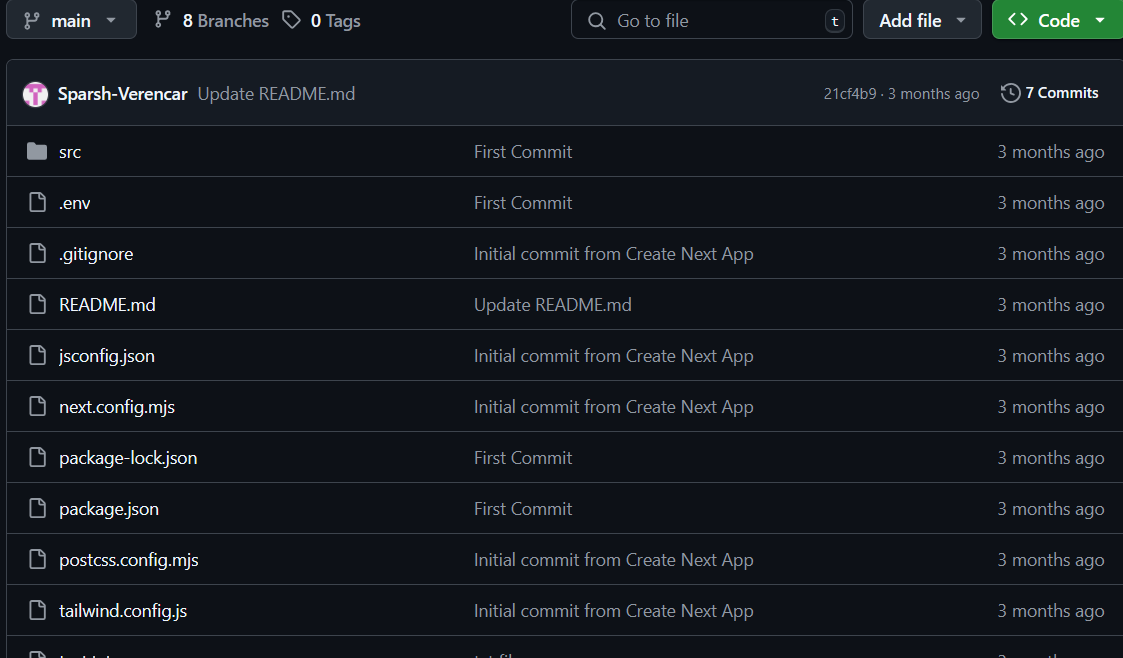 main 8 Branches 0 Tags Go to file t Add file Code
Sparsh-Verencar Update README.md 21cf4b9 · 3 months ago 7 Commits
src First Commit 3 months ago
.env First Commit 3 months ago
.gitignore Initial commit from Create Next App 3 months ago
README.md Update README.md 3 months ago
jsconfig.json Initial commit from Create Next App 3 months ago
next.config.mjs Initial commit from Create Next App 3 months ago
package-lock.json First Commit 3 months ago
package.json First Commit 3 months ago
postcss.config.mjs Initial commit from Create Next App 3 months ago
tailwind.config.js Initial commit from Create Next App 3 months ago